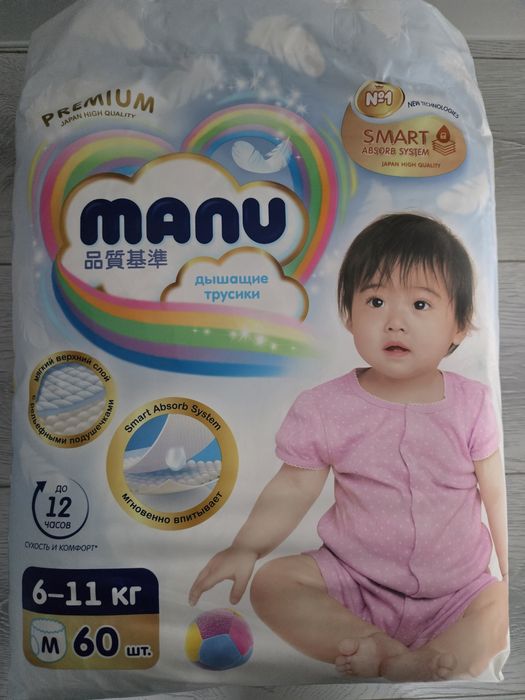 PREMIUM
JAPAN HIGH QUALITY
№1
NEW TECHNOLOGIES
SMART
ABSORB SYSTEM
JAPAN HIGH QUALITY
manu
品質基準
дышащие
трусики
мягкий верхний слой
с рельефными подушечками
Smart Absorb System
мгновенно впитывает
до
12
часов
СУХОСТЬ И КОМФОРТ*
6–11 кг
M 60 шт.